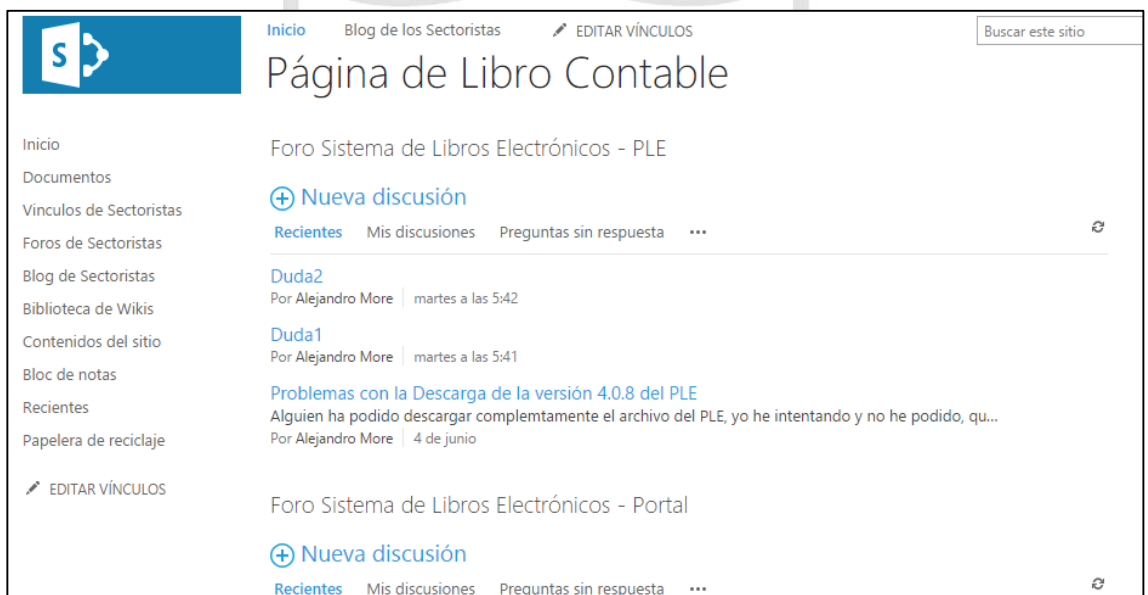 S
Inicio Blog de los Sectoristas EDITAR VÍNCULOS Buscar este sitio
Página de Libro Contable
Inicio
Documentos
Vinculos de Sectoristas
Foros de Sectoristas
Blog de Sectoristas
Biblioteca de Wikis
Contenidos del sitio
Bloc de notas
Recientes
Papelera de reciclaje
EDITAR VÍNCULOS
Foro Sistema de Libros Electrónicos - PLE
Nueva discusión
Recientes Mis discusiones Preguntas sin respuesta ...
Duda2
Por Alejandro More martes a las 5:42
Duda1
Por Alejandro More martes a las 5:41
Problemas con la Descarga de la versión 4.0.8 del PLE
Alguien ha podido descargar complemtamente el archivo del PLE, yo he intentando y no he podido, qu...
Por Alejandro More 4 de junio
Foro Sistema de Libros Electrónicos - Portal
Nueva discusión
Recientes Mis discusiones Preguntas sin respuesta ...